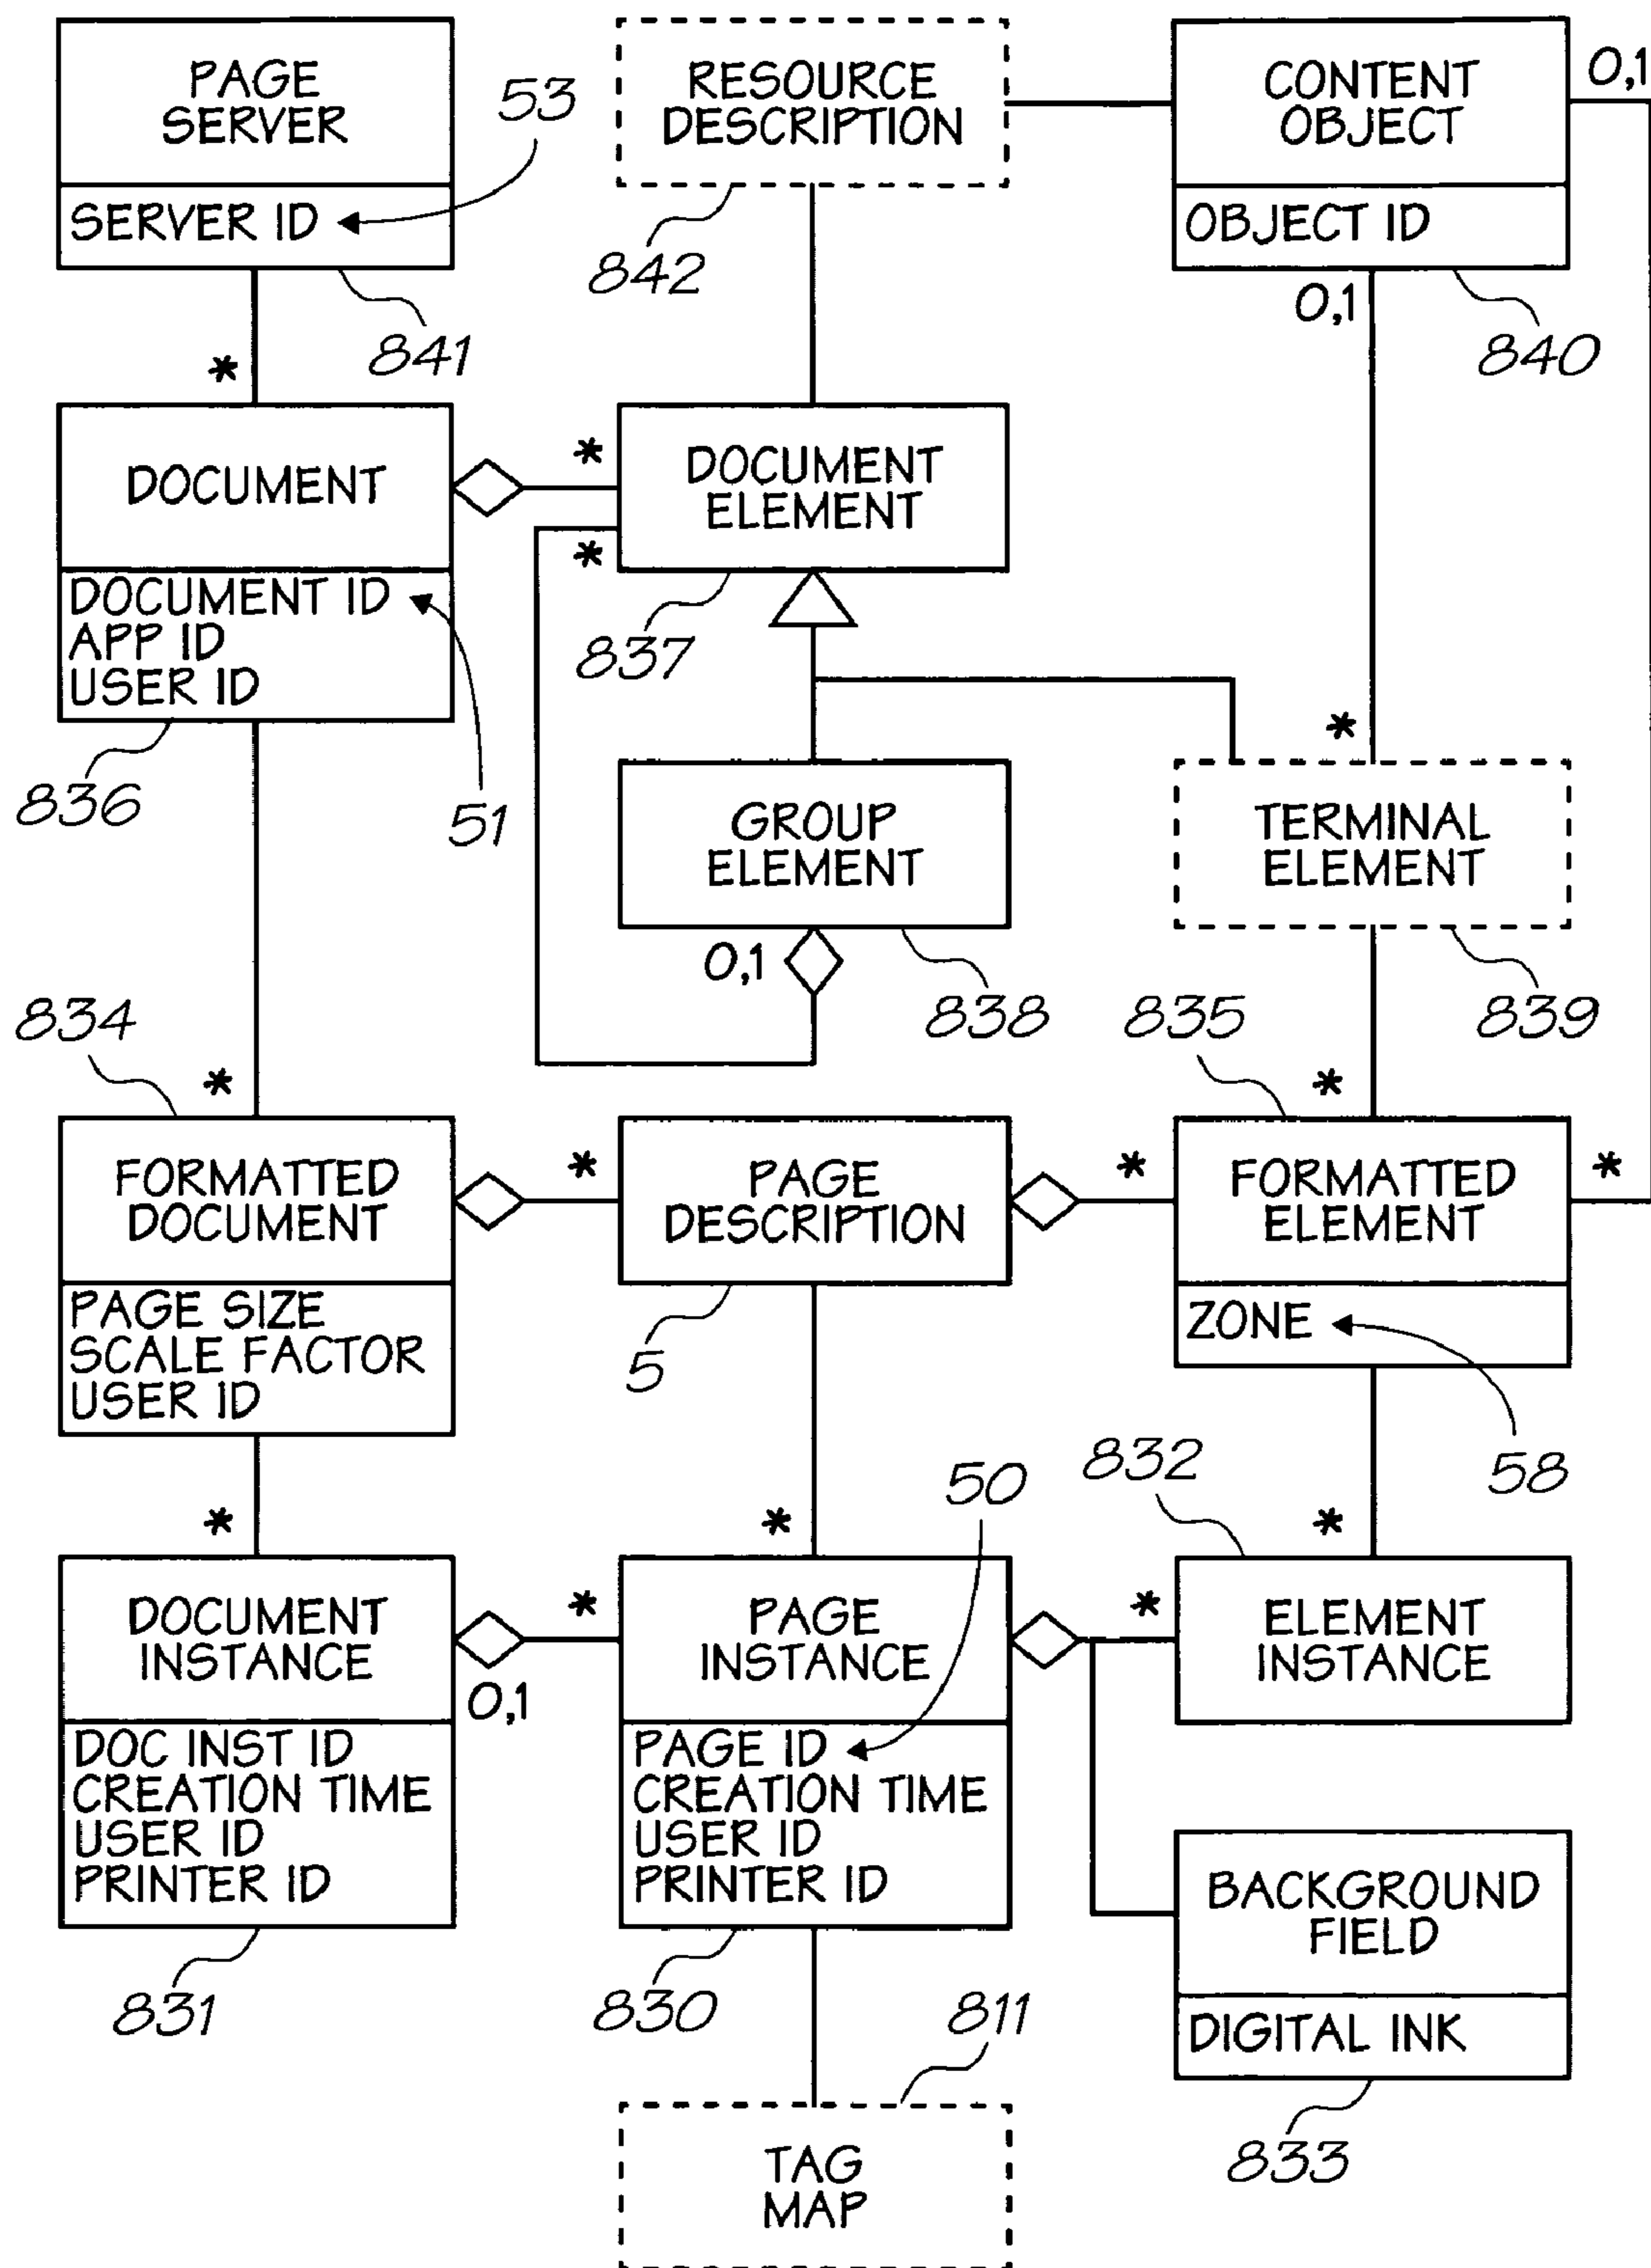 PAGE
SERVER
SERVER ID
53
841
RESOURCE
DESCRIPTION
842
CONTENT
OBJECT
OBJECT ID
0,1
0,1
840
*
DOCUMENT
DOCUMENT ID
APP ID
USER ID
836
51
*
*
DOCUMENT
ELEMENT
837
GROUP
ELEMENT
0,1
838
*
TERMINAL
ELEMENT
839
834
*
FORMATTED
DOCUMENT
PAGE SIZE
SCALE FACTOR
USER ID
*
PAGE
DESCRIPTION
5
835
*
*
FORMATTED
ELEMENT
*
ZONE
58
*
DOCUMENT
INSTANCE
0,1
DOC INST ID
CREATION TIME
USER ID
PRINTER ID
831
*
*
50
PAGE
INSTANCE
PAGE ID
CREATION TIME
USER ID
PRINTER ID
830
832
*
*
ELEMENT
INSTANCE
BACKGROUND
FIELD
DIGITAL INK
833
811
TAG
MAP